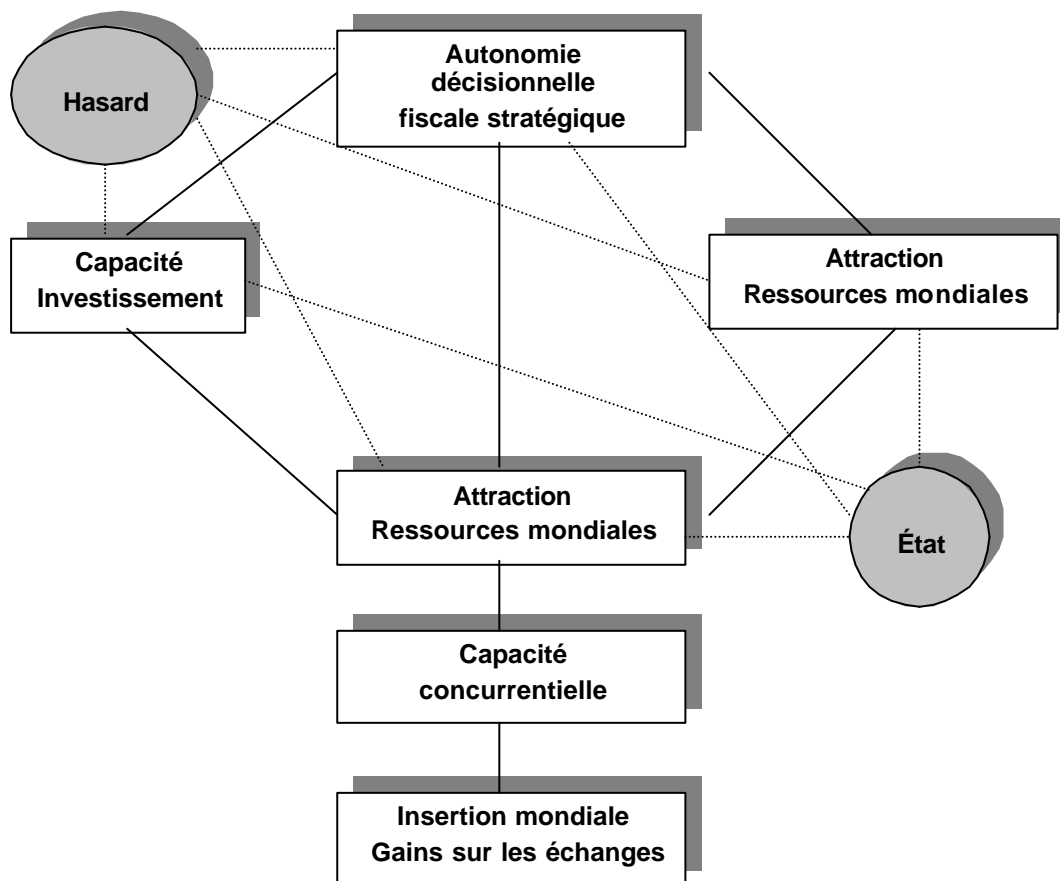 Autonomie
décisionnelle
fiscale stratégique
Hasard
Capacité
Investissement
Attraction
Ressources mondiales
Attraction
Ressources mondiales
État
Capacité
concurrentielle
Insertion mondiale
Gains sur les échanges